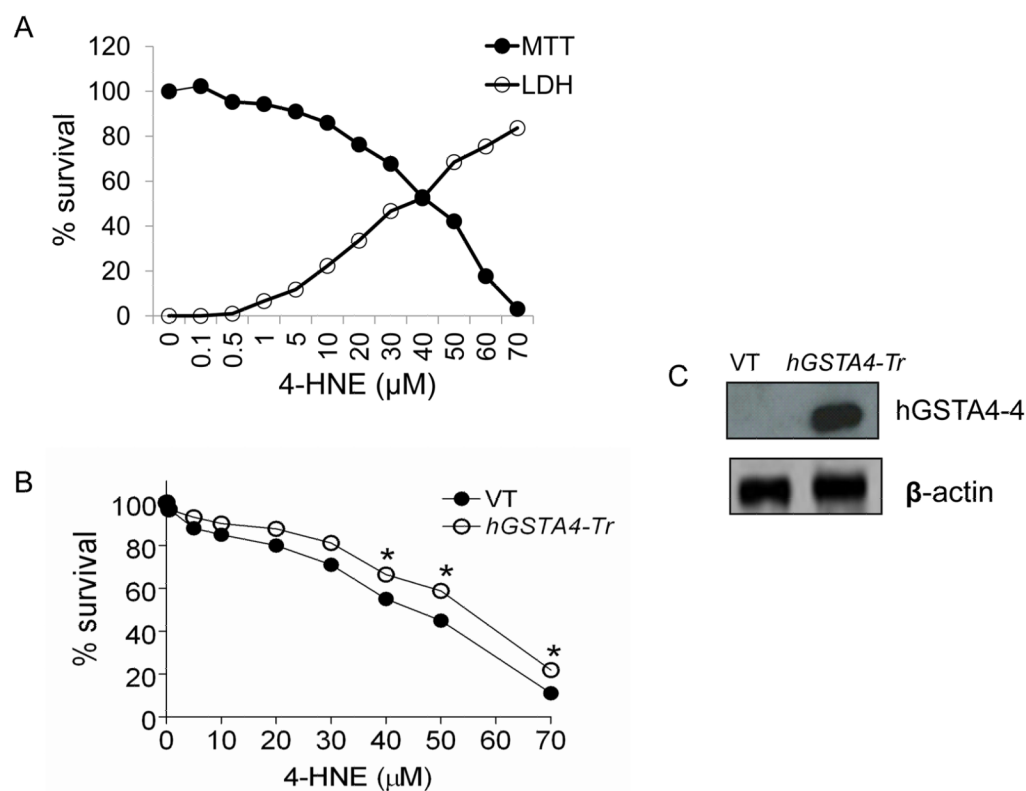 A
120
100
80
60
40
20
0
% survival
MTT
LDH
0 0.1 0.5 1 5 10 20 30 40 50 60 70
4-HNE (µM)
B
100
80
60
40
20
0
% survival
VT
hGSTA4-Tr
* * *
0 10 20 30 40 50 60 70
4-HNE (µM)
C
VT hGSTA4-Tr
hGSTA4-4
β-actin